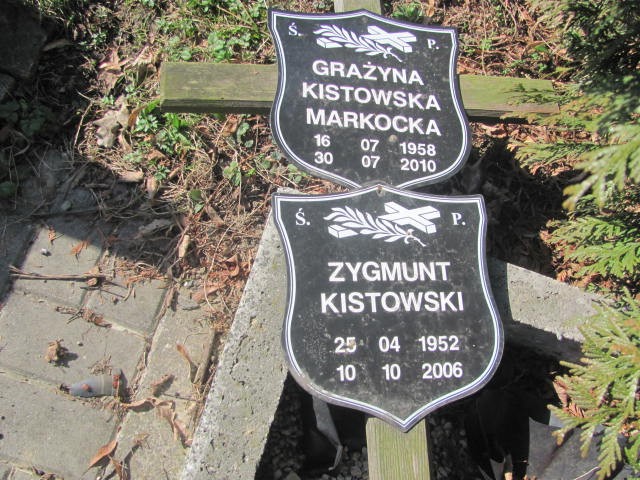 Ś. P.
GRAŻYNA
KISTOWSKA
MARKOCKA
16 07 1958
30 07 2010
Ś. P.
ZYGMUNT
KISTOWSKI
25 04 1952
10 10 2006